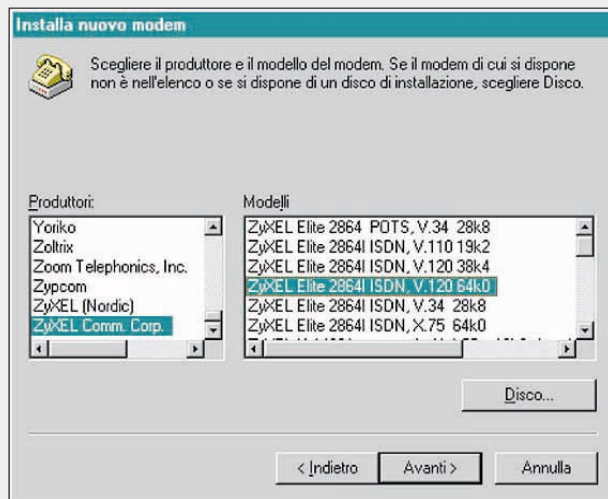 Installa nuovo modem
Scegliere il produttore e il modello del modem. Se il modem di cui si dispone
non è nell'elenco o se si dispone di un disco di installazione, scegliere Disco.
Produttori:
Yoriko
Zoltrix
Zoom Telephonics, Inc.
Zypcom
ZyXEL (Nordic)
ZyXEL Comm. Corp.
Modelli
ZyXEL Elite 2864 POTS, V.34 28k8
ZyXEL Elite 2864I ISDN, V.110 19k2
ZyXEL Elite 2864I ISDN, V.120 38k4
ZyXEL Elite 2864I ISDN, V.120 64k0
ZyXEL Elite 2864I ISDN, V.34 28k8
ZyXEL Elite 2864I ISDN, X.75 64k0
Disco...
< Indietro
Avanti >
Annulla